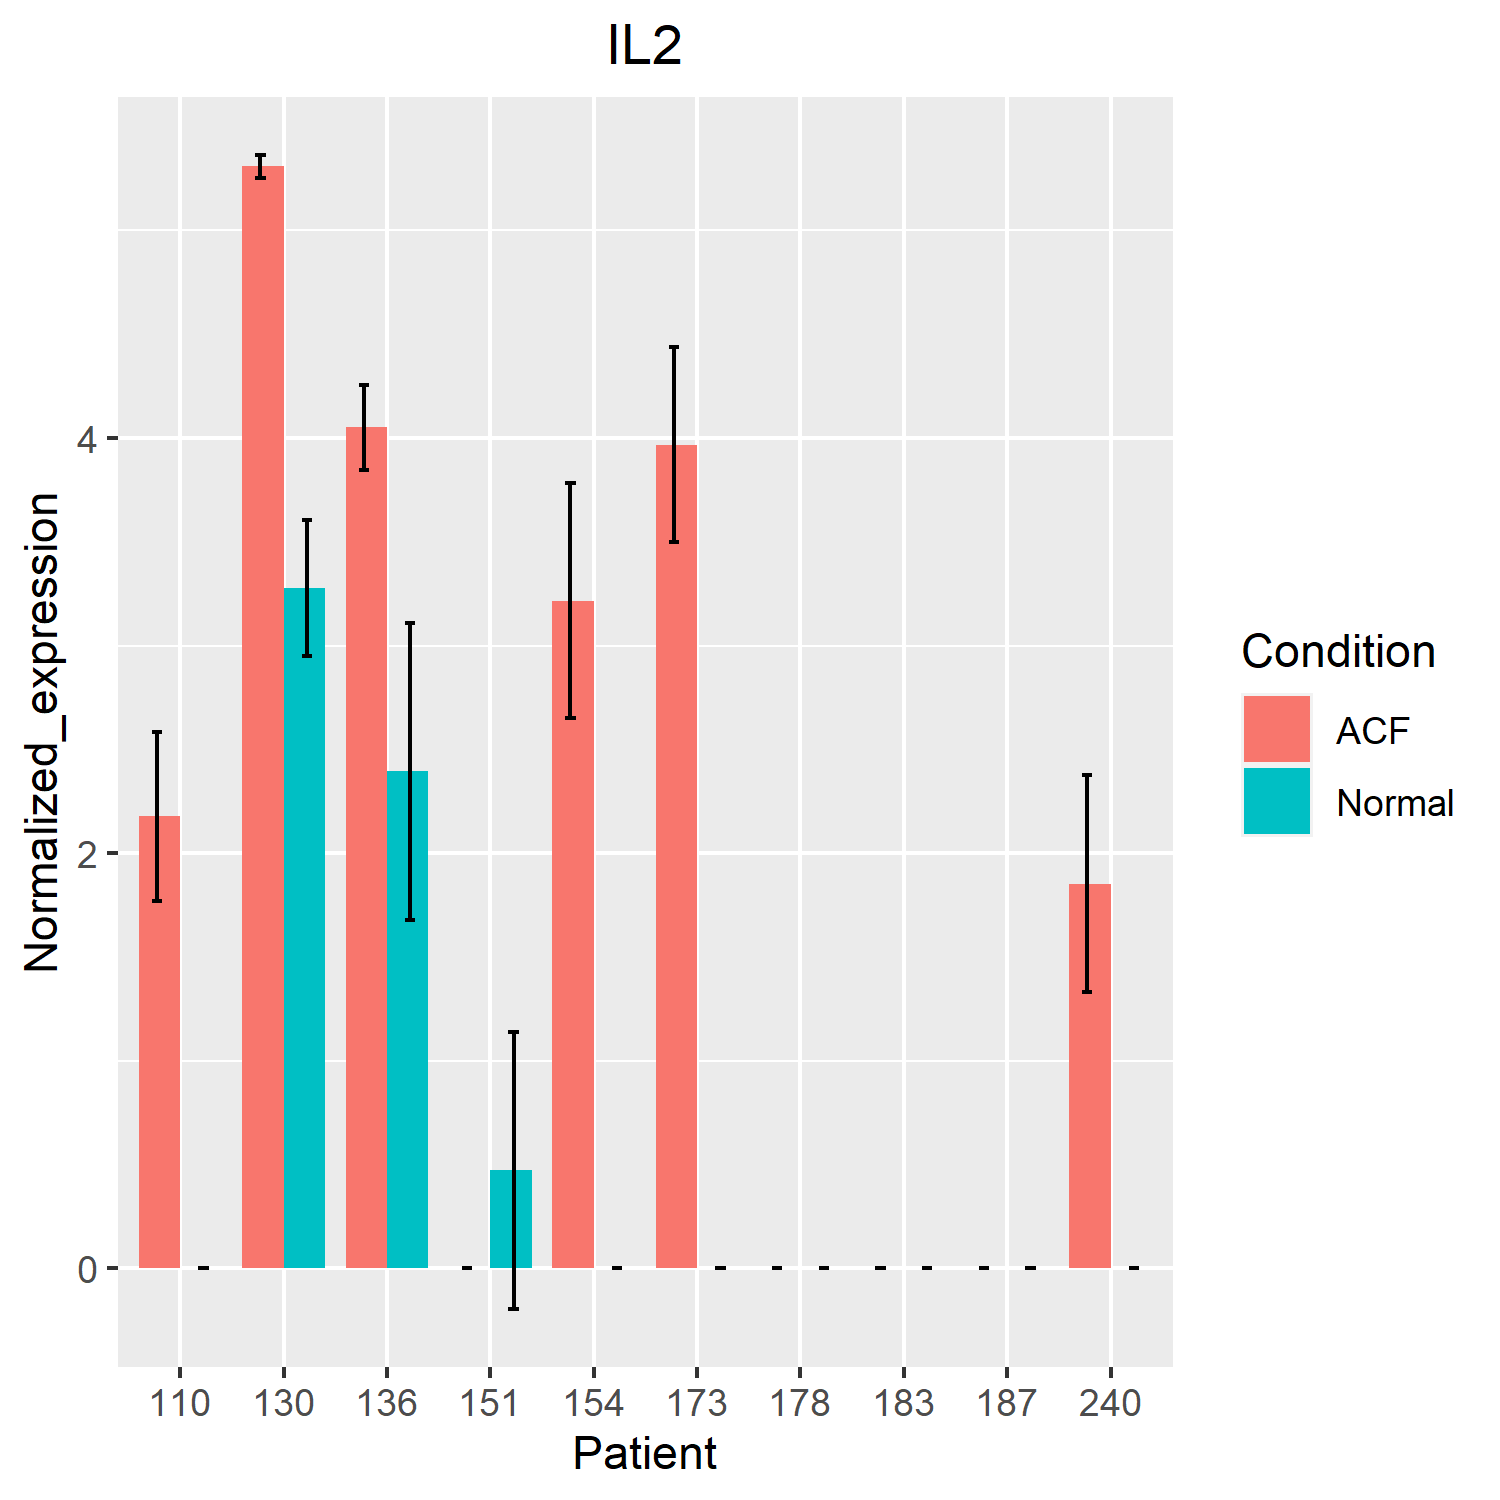 IL2
Normalized_expression
4
2
0
110 130 136 151 154 173 178 183 187 240
Patient
Condition
ACF
Normal